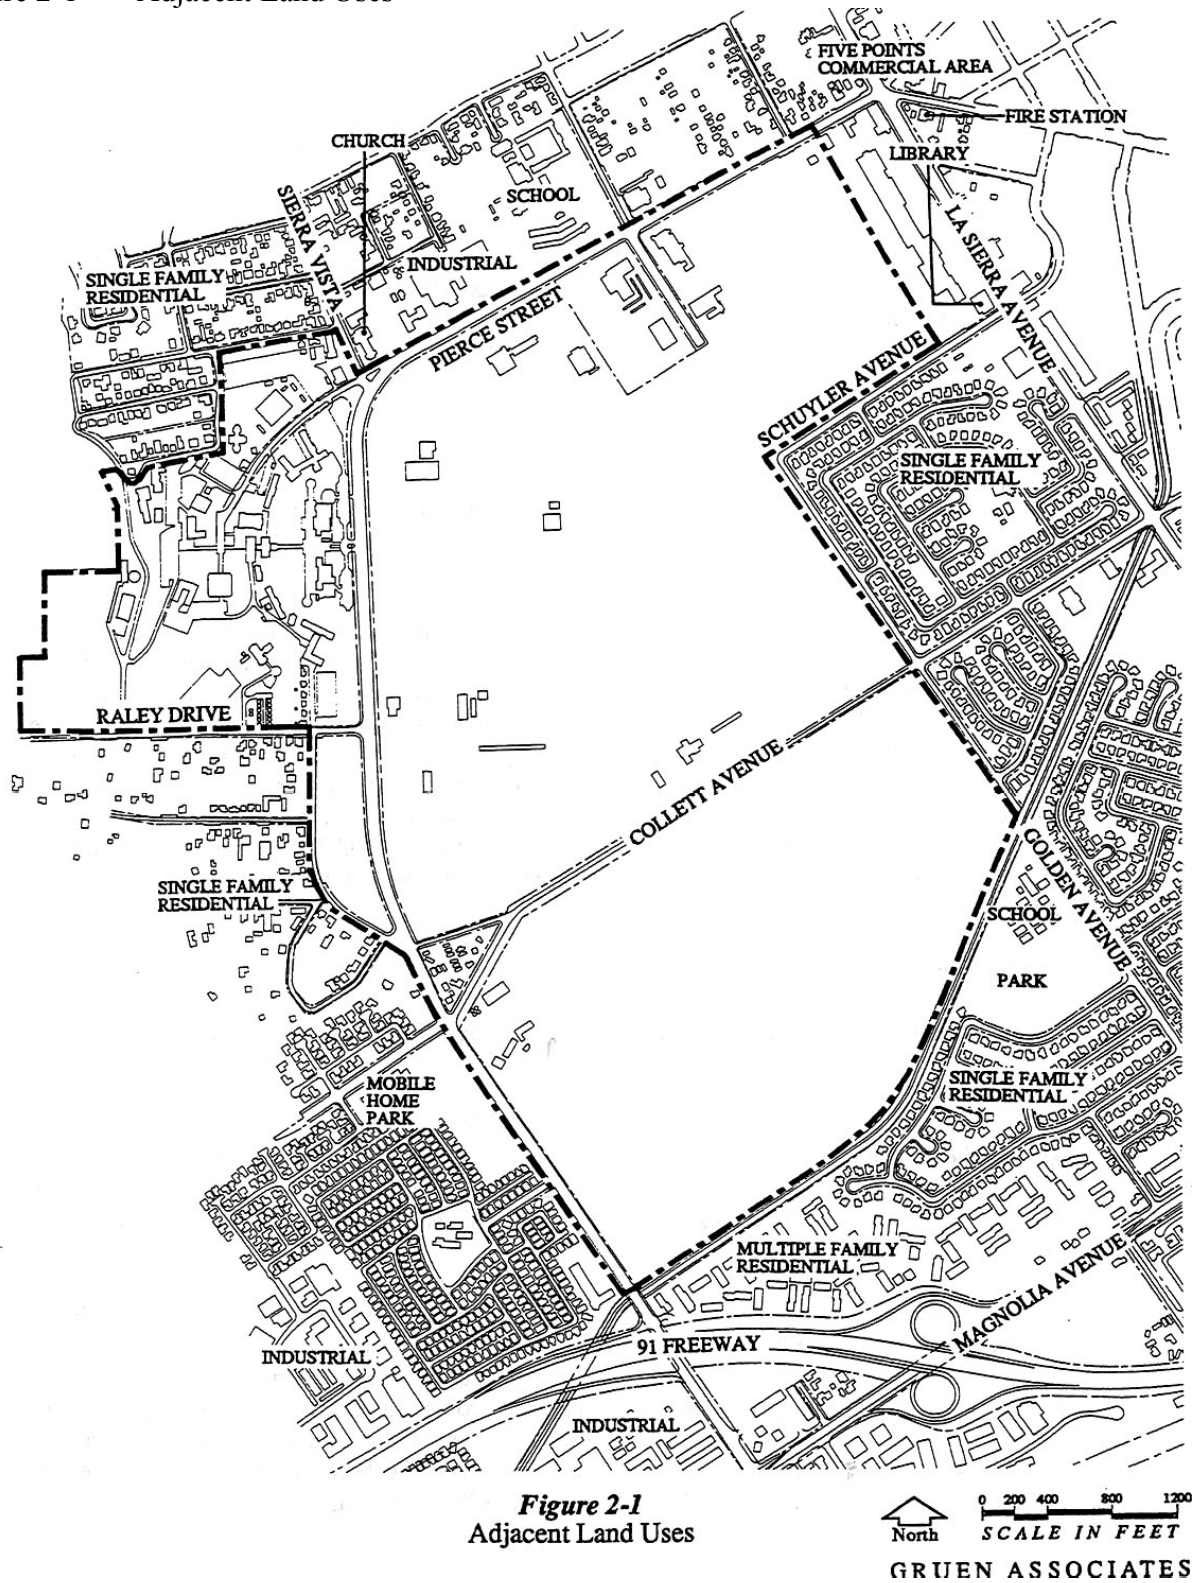 Adjacent Land Uses
FIVE POINTS
COMMERCIAL AREA
FIRE STATION
CHURCH
LIBRARY
SCHOOL
SIERRA VISTA
LA SIERRA AVENUE
INDUSTRIAL
SINGLE FAMILY
RESIDENTIAL
PIERCE STREET
SCHUYLER AVENUE
SINGLE FAMILY
RESIDENTIAL
RALEY DRIVE
COLLETT AVENUE
GOLDEN AVENUE
SINGLE FAMILY
RESIDENTIAL
SCHOOL
PARK
MOBILE
HOME
PARK
SINGLE FAMILY
RESIDENTIAL
MULTIPLE FAMILY
RESIDENTIAL
MAGNOLIA AVENUE
91 FREEWAY
INDUSTRIAL
INDUSTRIAL
Figure 2-1
Adjacent Land Uses
North
0 200 400 800 1200
SCALE IN FEET
GRUEN ASSOCIATES